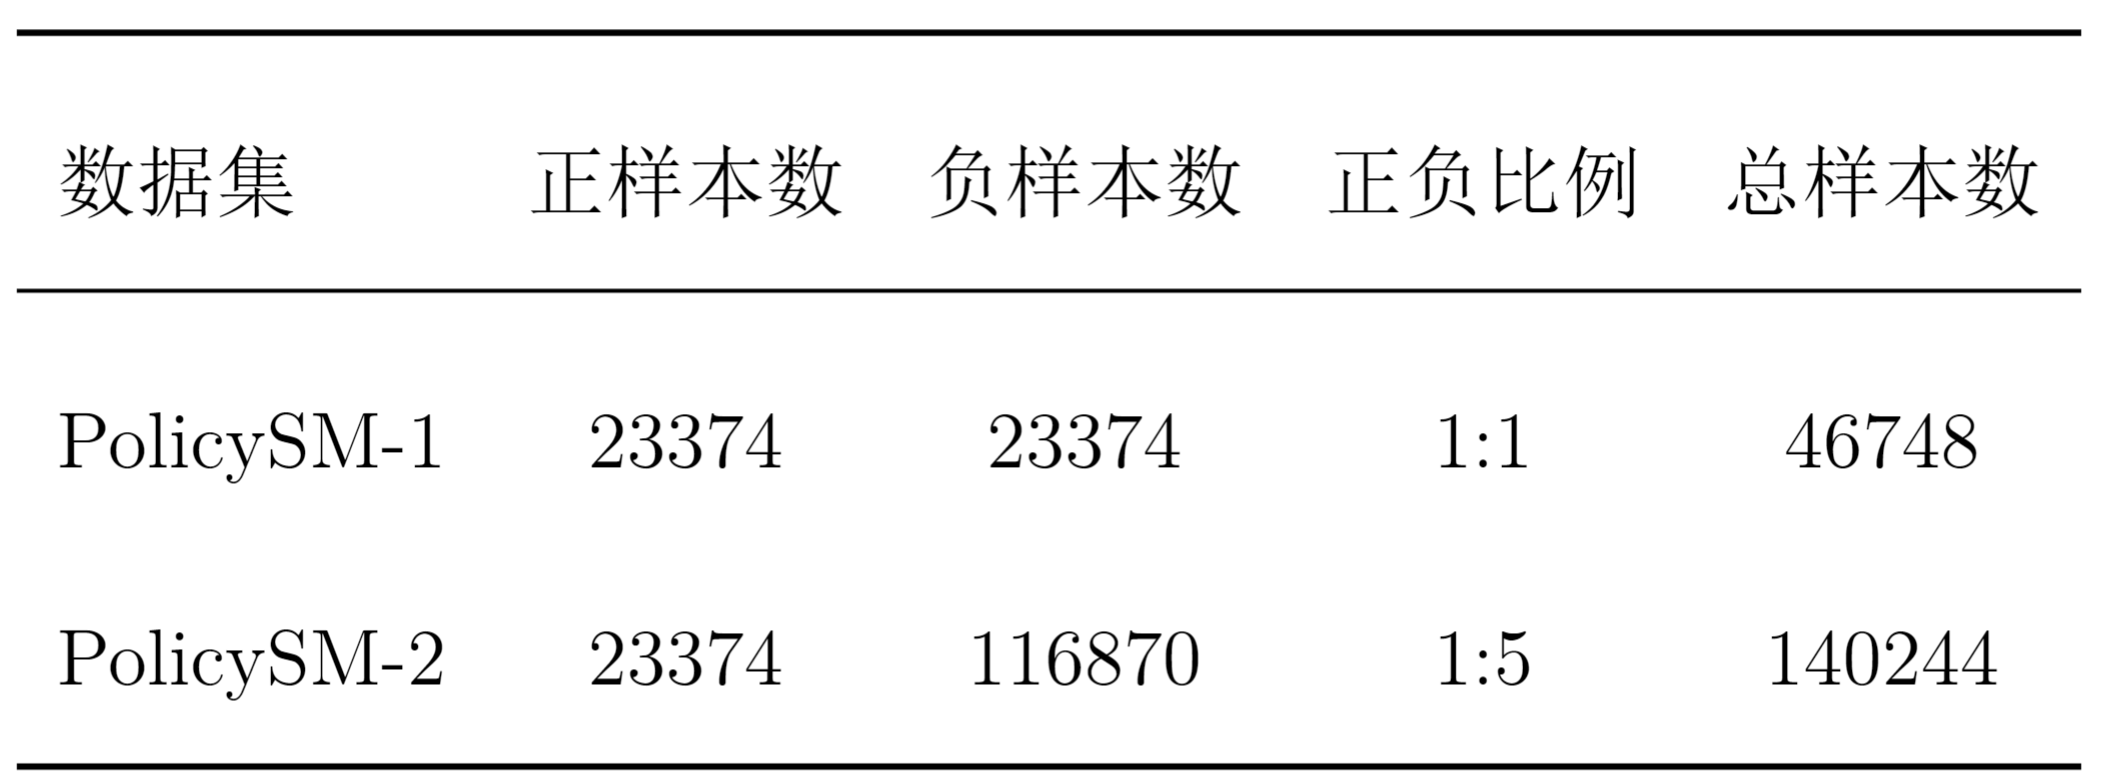 数据集 正样本数 负样本数 正负比例 总样本数
PolicySM-1 23374 23374 1:1 46748
PolicySM-2 23374 116870 1:5 140244